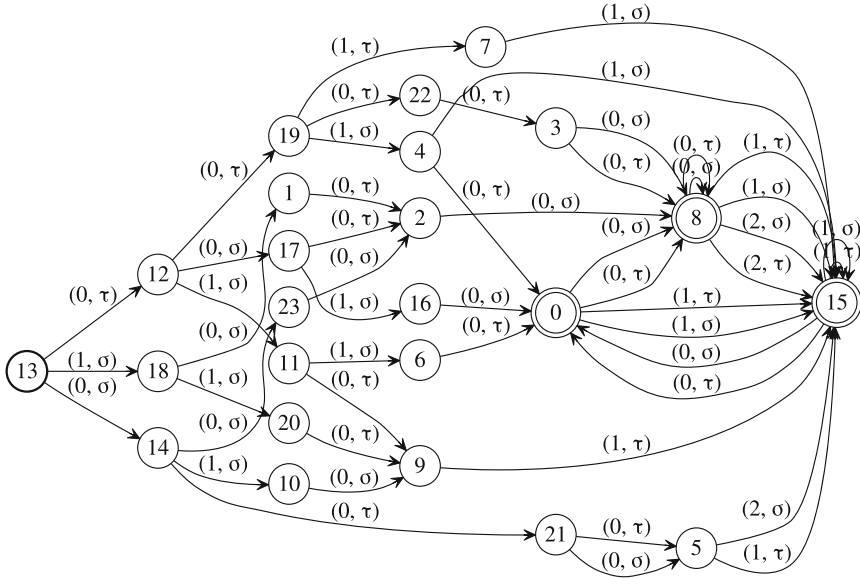 (1, σ)
7
(1, τ)
(1, σ)
(0, τ)
22
(0, τ)
3
(0, σ)
19
(1, σ)
4
(0, τ)
(0, τ)
(0, σ)
(1, τ)
(0, τ)
1
(0, τ)
(0, τ)
(0, σ)
8
(1, σ)
(0, τ)
2
(0, σ)
(2, σ)
(1, σ)
(1, τ)
12
(0, σ)
17
(0, σ)
(2, τ)
(0, τ)
(1, σ)
23
(1, σ)
16
(0, σ)
(0, τ)
(1, τ)
15
0
(1, σ)
(0, σ)
11
(1, σ)
6
(0, τ)
(0, σ)
13
(1, σ)
18
(0, τ)
(0, τ)
(0, σ)
(1, σ)
(0, σ)
20
(0, τ)
14
(1, σ)
10
(0, σ)
9
(1, τ)
(0, τ)
21
(0, τ)
5
(2, σ)
(0, σ)
(1, τ)